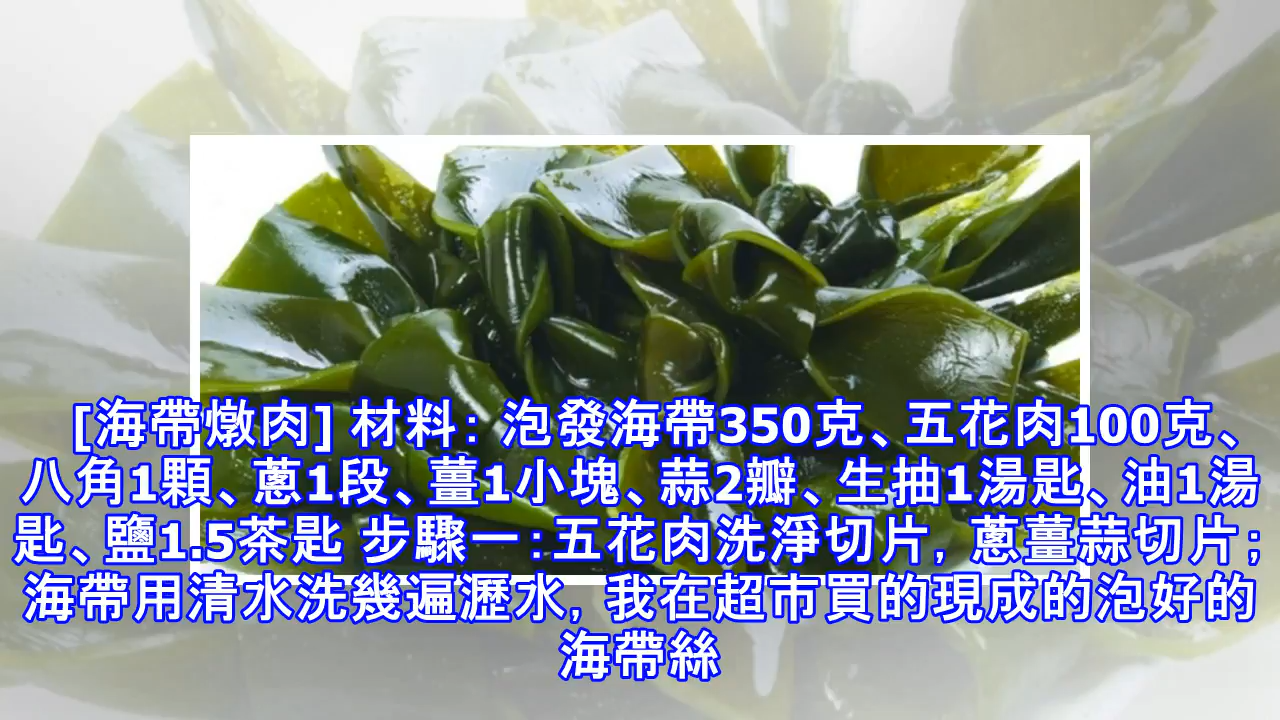 [海帶燉肉] 材料：泡發海帶350克、五花肉100克、
八角1顆、蔥1段、薑1小塊、蒜2瓣、生抽1湯匙、油1湯
匙、鹽1.5茶匙 步驟一：五花肉洗淨切片，蔥薑蒜切片；
海帶用清水洗幾遍瀝水，我在超市買的現成的泡好的
海帶絲